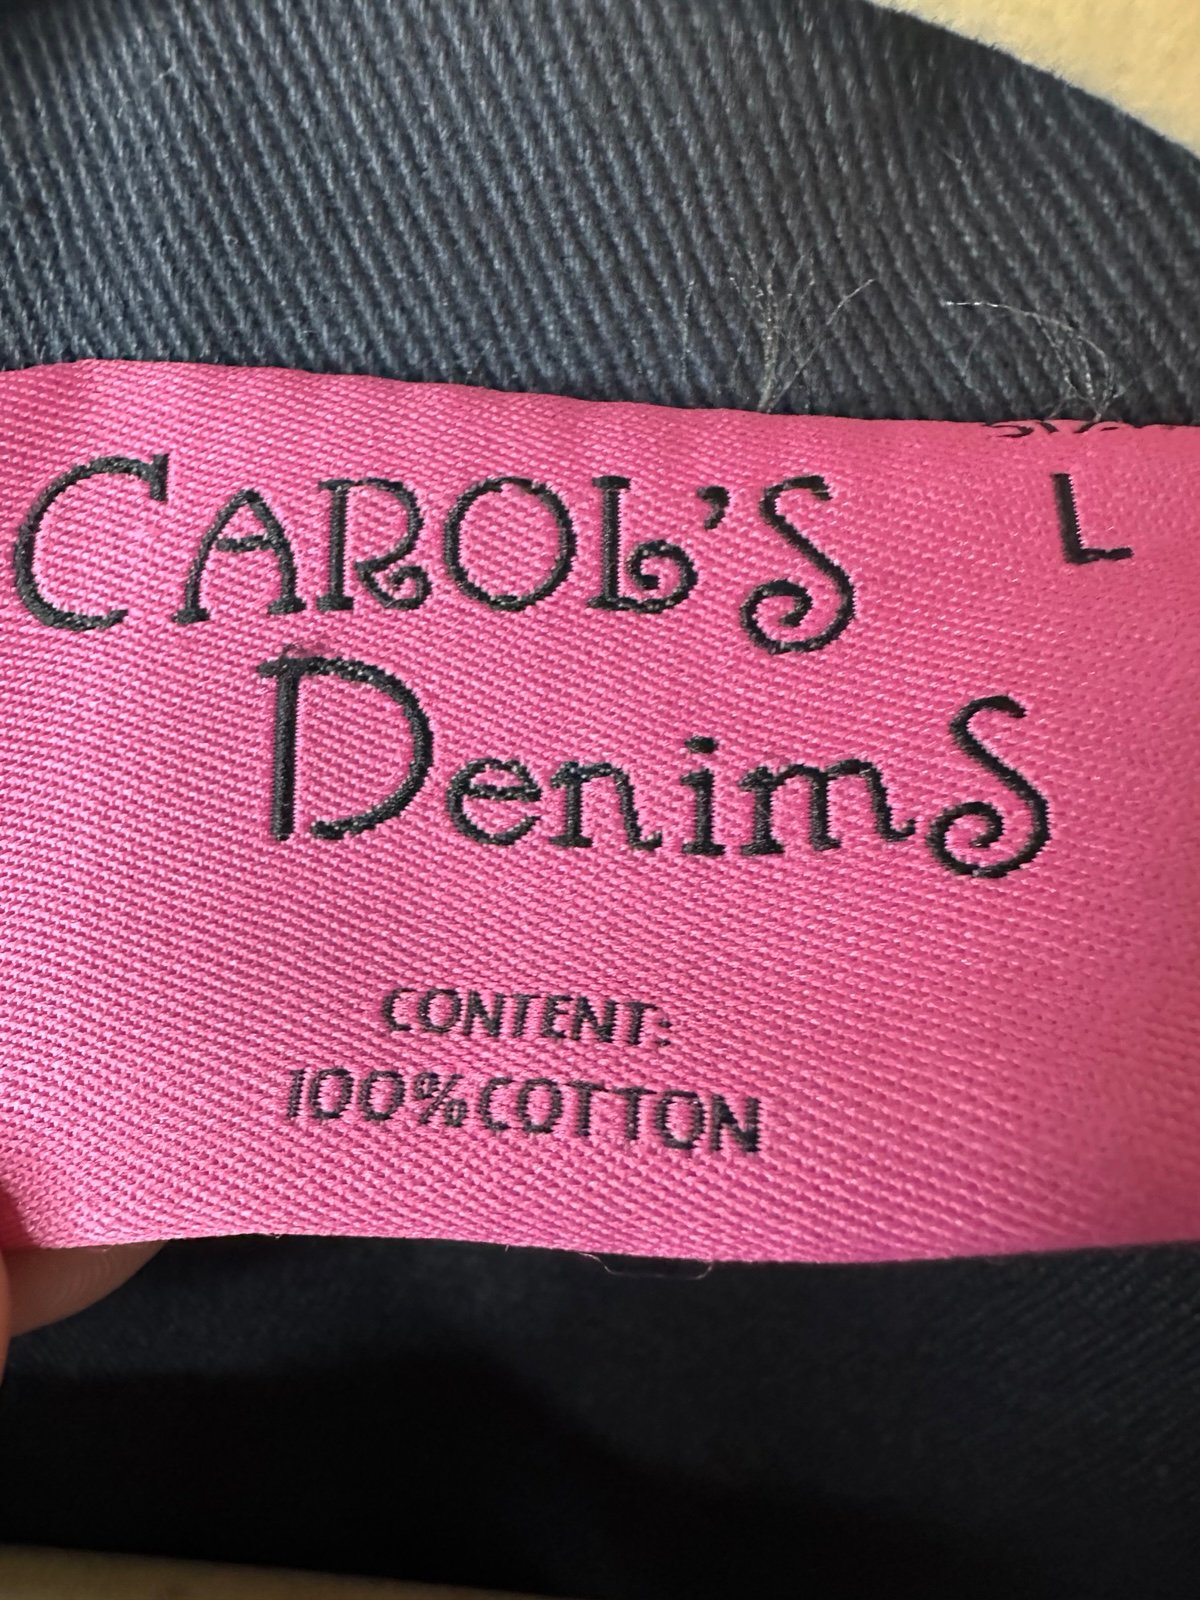 L
CAROL'S
DenimS
CONTENT:
100%COTTON